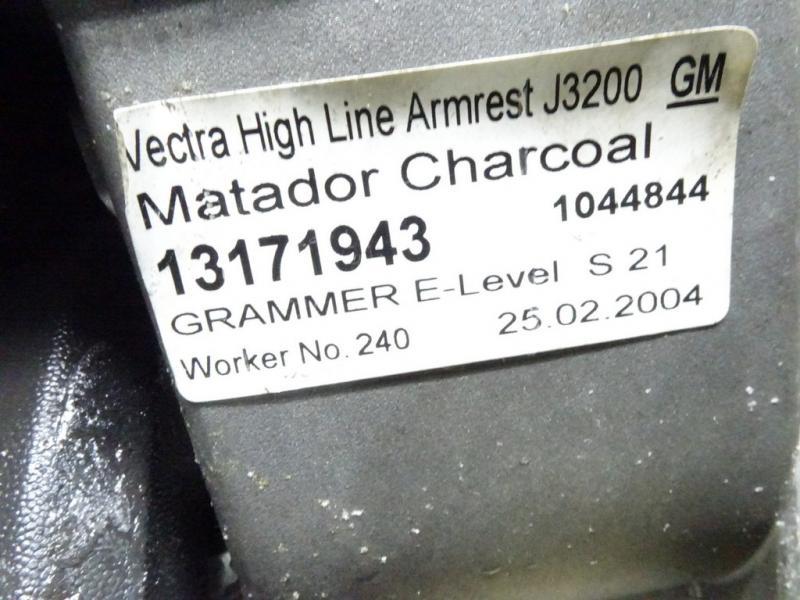 Vectra High Line Armrest J3200 GM
Matador Charcoal
13171943 1044844
GRAMMER E-Level S 21
Worker No. 240 25.02.2004